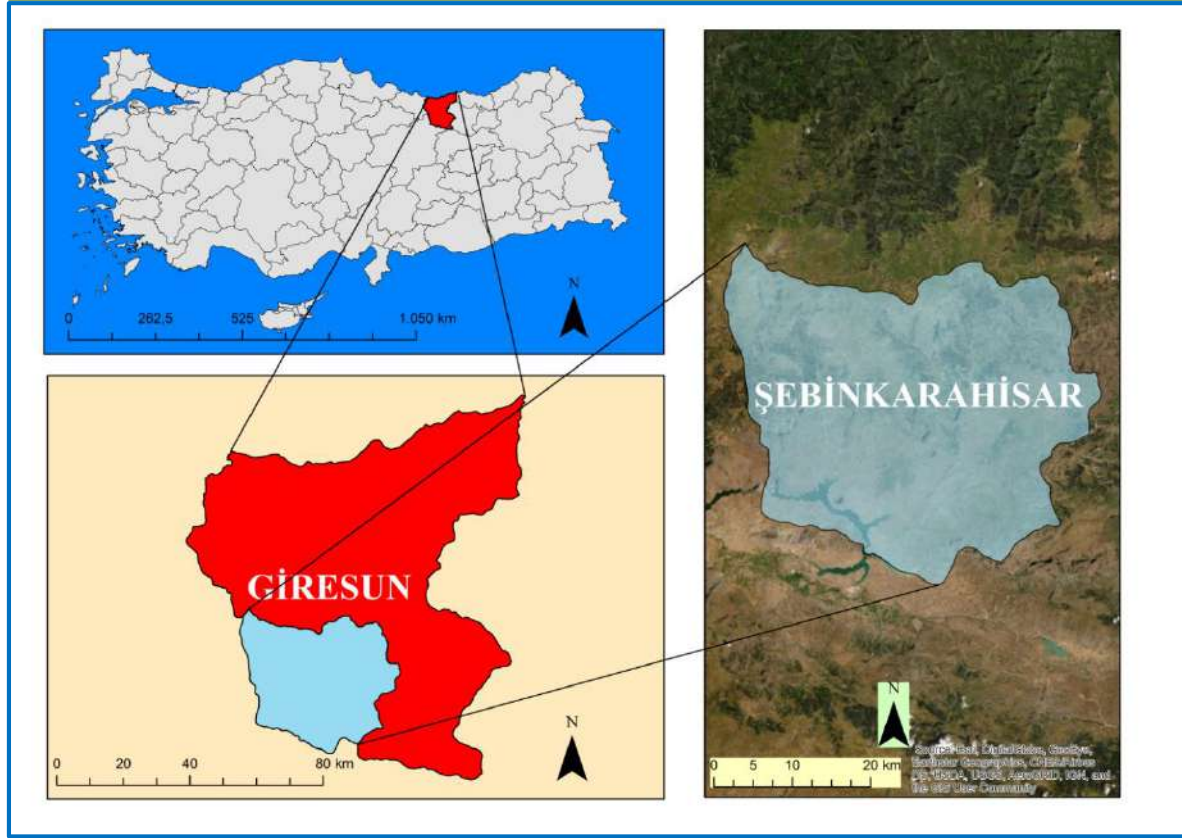 N
0 262,5 525 1.050 km
GİRESUN
N
0 20 40 80 km
ŞEBİNKARAHİSAR
N
0 5 10 20 km
Source: Esri, DigitalGlobe, GeoEye,
Earthstar Geographics, CNES/Airbus
DS, USDA, USGS, AeroGRID, IGN, and
the GIS User Community